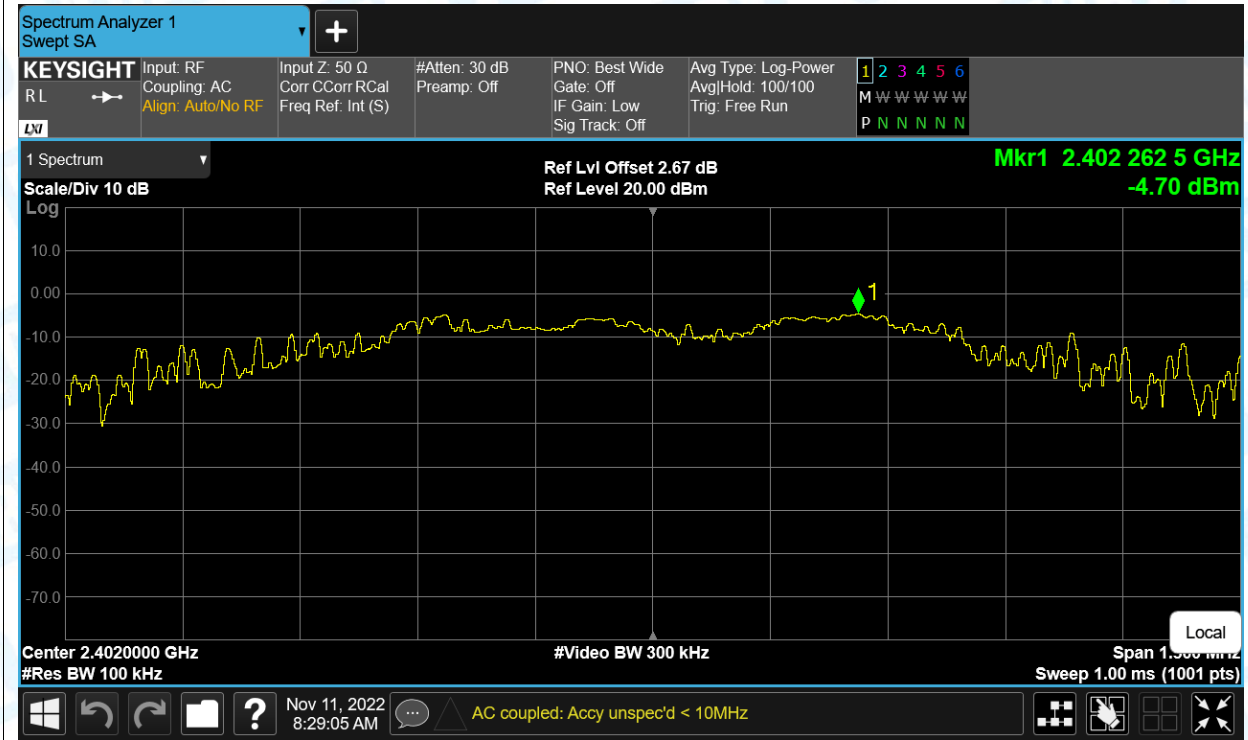 Spectrum Analyzer 1
Swept SA
KEYSIGHT
R L
LXI
Input: RF
Coupling: AC
Align: Auto/No RF
Input Z: 50 Ω
Corr CCorr RCal
Freq Ref: Int (S)
#Atten: 30 dB
Preamp: Off
PNO: Best Wide
Gate: Off
IF Gain: Low
Sig Track: Off
Avg Type: Log-Power
Avg|Hold: 100/100
Trig: Free Run
1 2 3 4 5 6
M W W W W W W
P N N N N N N
1 Spectrum
Scale/Div 10 dB
Log
Ref Lvl Offset 2.67 dB
Ref Level 20.00 dBm
Mkr1 2.402 262 5 GHz
-4.70 dBm
10.0
0.00
1
-10.0
-20.0
-30.0
-40.0
-50.0
-60.0
-70.0
Local
Center 2.4020000 GHz
#Video BW 300 kHz
Span
#Res BW 100 kHz
Sweep 1.00 ms (1001 pts)
?
Nov 11, 2022
8:29:05 AM
AC coupled: Accy unspec'd < 10MHz